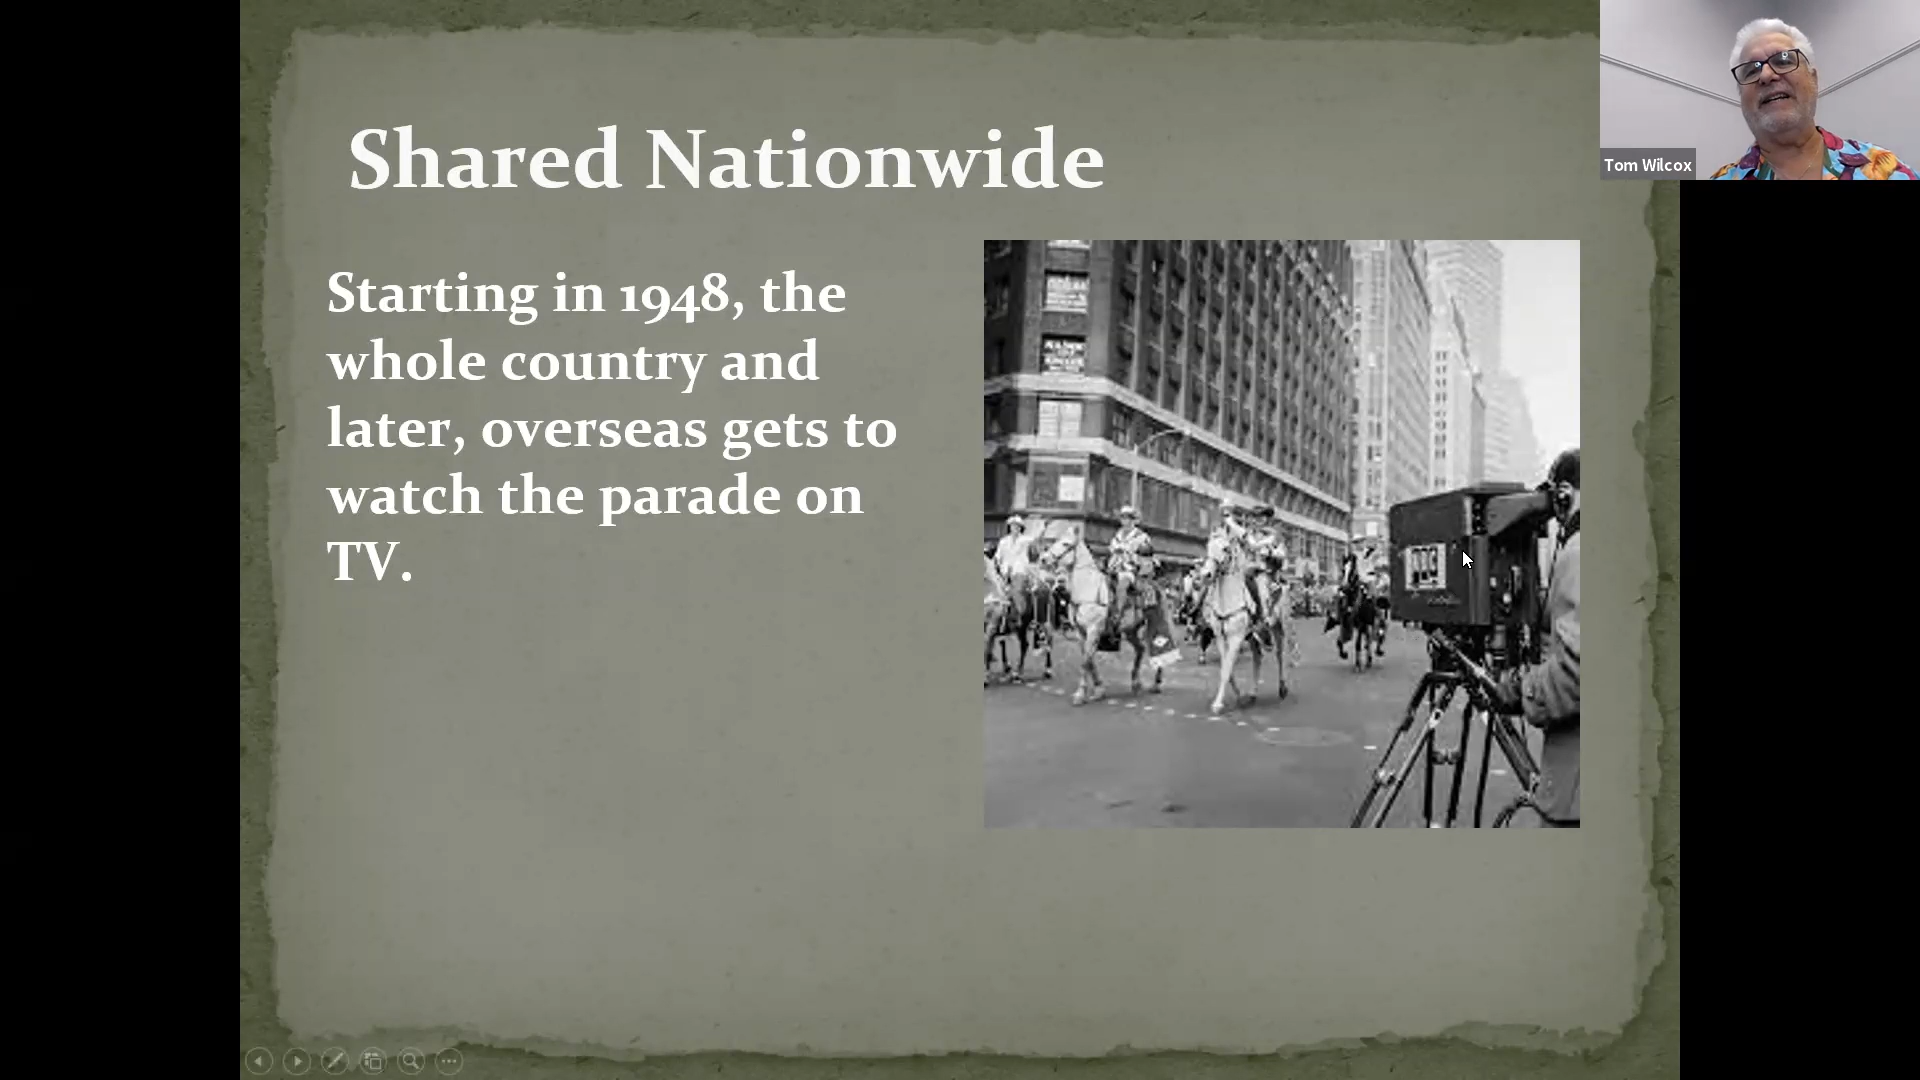 Shared Nationwide
Starting in 1948, the
whole country and
later, overseas gets to
watch the parade on
TV.
Tom Wilcox